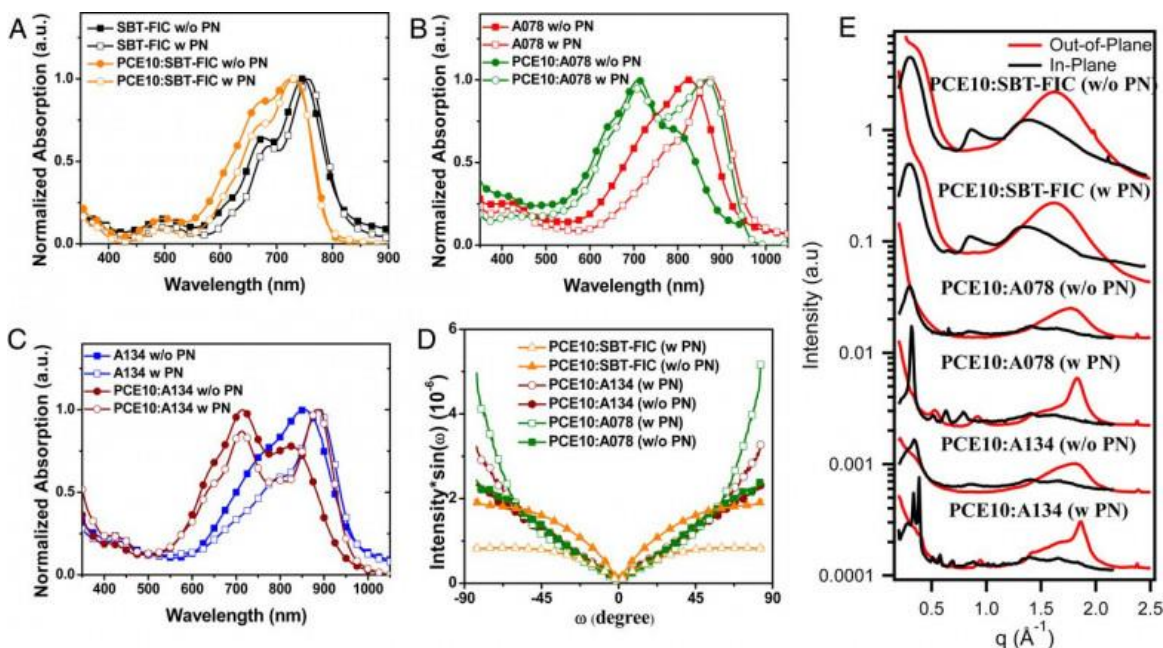 A
SBT-FIC w/o PN
SBT-FIC w PN
PCE10:SBT-FIC w/o PN
PCE10:SBT-FIC w PN
Normalized Absorption (a.u.)
1.0
0.5
0.0
400 500 600 700 800 900
Wavelength (nm)
B
A078 w/o PN
A078 w PN
PCE10:A078 w/o PN
PCE10:A078 w PN
Normalized Absorption (a.u.)
1.0
0.5
0.0
400 500 600 700 800 900 1000
Wavelength (nm)
C
A134 w/o PN
A134 w PN
PCE10:A134 w/o PN
PCE10:A134 w PN
Normalized Absorption (a.u.)
1.0
0.5
0.0
400 500 600 700 800 900 1000
Wavelength (nm)
D
PCE10:SBT-FIC (w PN)
PCE10:SBT-FIC (w/o PN)
PCE10:A134 (w PN)
PCE10:A134 (w/o PN)
PCE10:A078 (w PN)
PCE10:A078 (w/o PN)
Intensity*sin(ω) (10⁻⁶)
6
4
2
0
-90 -45 0 45 90
ω (degree)
E
Out-of-Plane
In-Plane
PCE10:SBT-FIC (w/o PN)
PCE10:SBT-FIC (w PN)
PCE10:A078 (w/o PN)
PCE10:A078 (w PN)
PCE10:A134 (w/o PN)
PCE10:A134 (w PN)
Intensity (a.u)
1
0.1
0.01
0.001
0.0001
0.5 1.0 1.5 2.0 2.5
q (Å⁻¹)